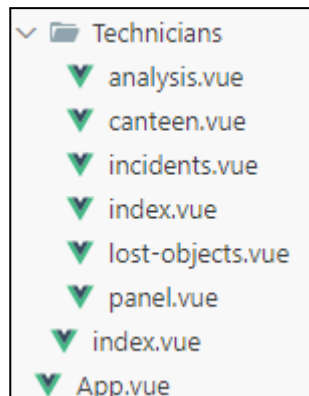 Technicians
analysis.vue
canteen.vue
incidents.vue
index.vue
lost-objects.vue
panel.vue
index.vue
App.vue